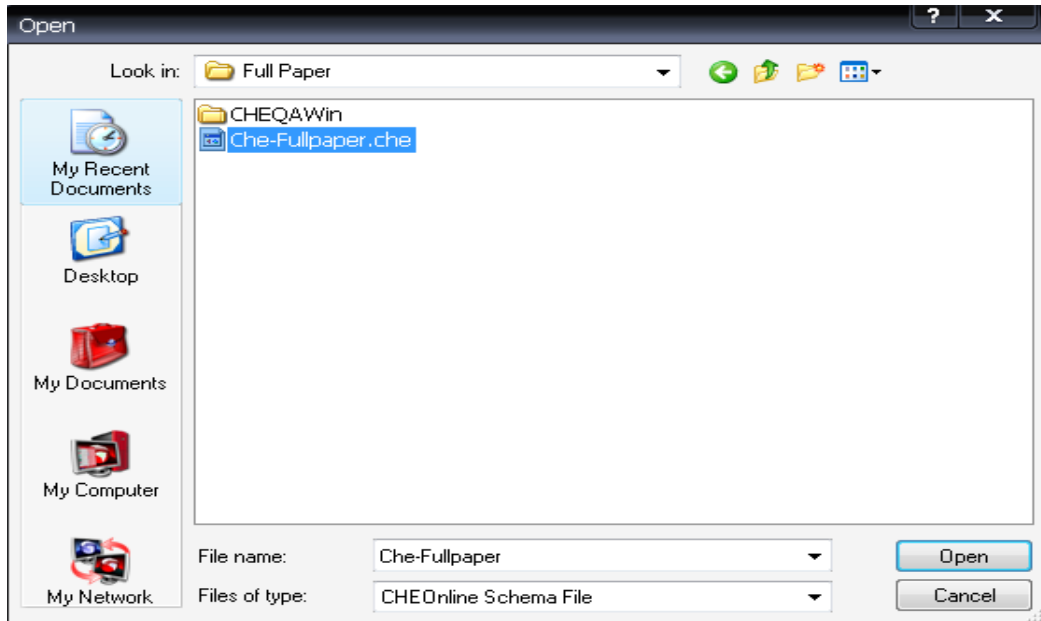 Open
? x
Look in: Full Paper
CHEQAWin
Che-Fullpaper.che
My Recent
Documents
Desktop
My Documents
My Computer
My Network
File name: Che-Fullpaper Open
Files of type: CHEOnline Schema File Cancel